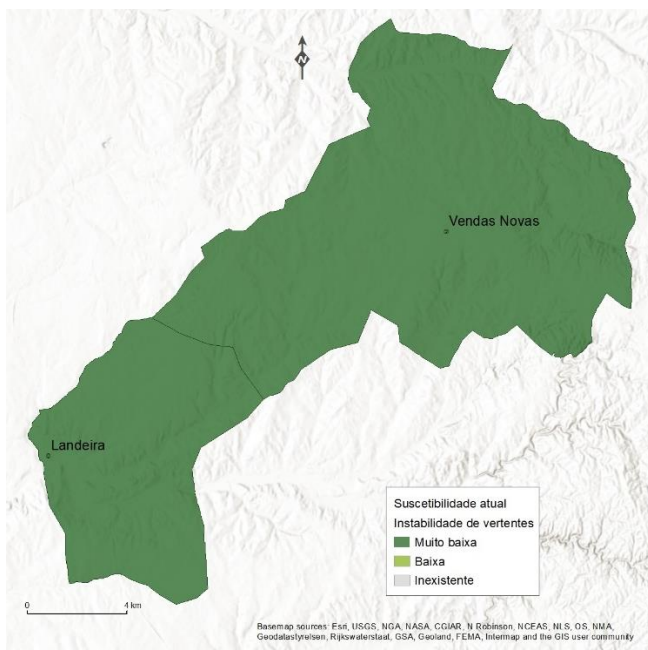 N
Vendas Novas
Landeira
Suscetibilidade atual
Instabilidade de vertentes
Muito baixa
Baixa
Inexistente
0 4 km
Basemap sources: Esri, USGS, NGA, NASA, CGIAR, N Robinson, NCEAS, NLS, OS, NMA,
Geodatastyrelsen, Rijkswaterstaat, GSA, Geoland, FEMA, Intermap and the GIS user community